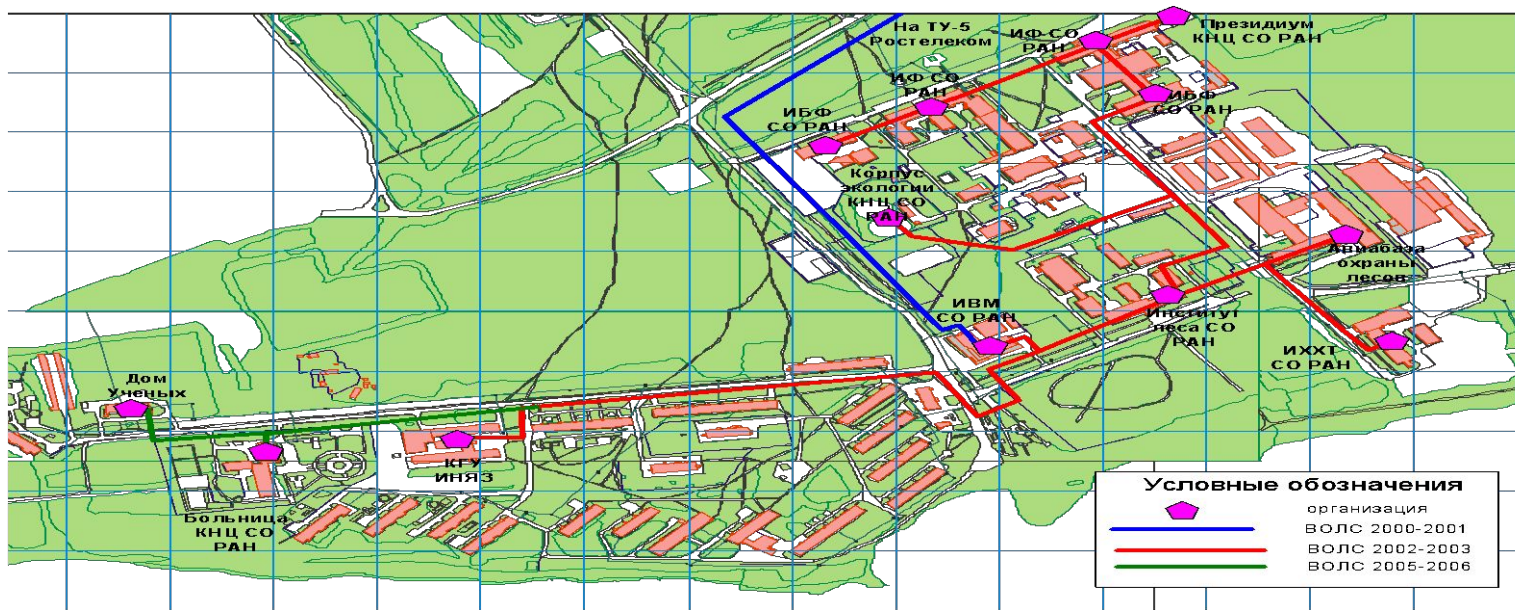 На ТУ-5
Ростелеком
ИФ СО
РАН
Президиум
КНЦ СО РАН
ИФ СО
РАН
ИБФ
СО РАН
ИБФ
СО РАН
Корпус
экологии
КНЦ СО
РАН
Авиабаза
охраны
лесов
ИВМ
СО РАН
Институт
леса СО
РАН
ИХХТ
СО РАН
Дом
Ученых
КГУ
ИНЯЗ
Больница
КНЦ СО
РАН
Условные обозначения
организация
ВОЛС 2000-2001
ВОЛС 2002-2003
ВОЛС 2005-2006